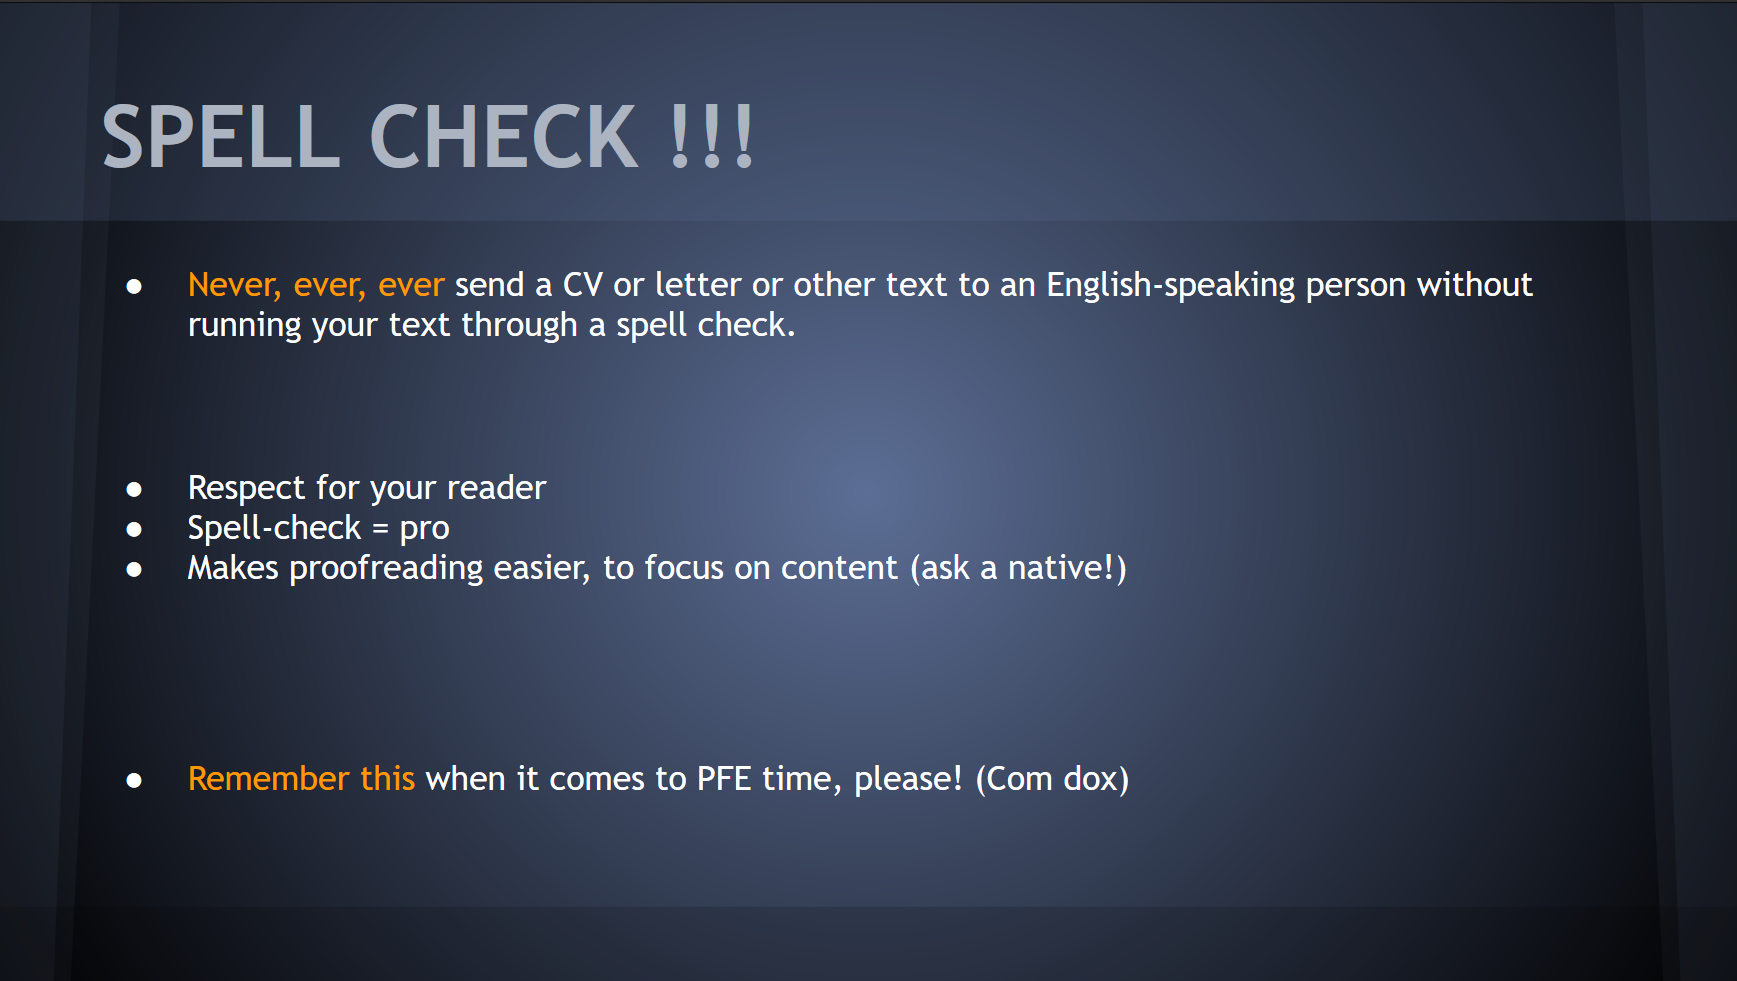 SPELL CHECK !!!
● Never, ever, ever send a CV or letter or other text to an English-speaking person without
running your text through a spell check.
● Respect for your reader
● Spell-check = pro
● Makes proofreading easier, to focus on content (ask a native!)
● Remember this when it comes to PFE time, please! (Com dox)